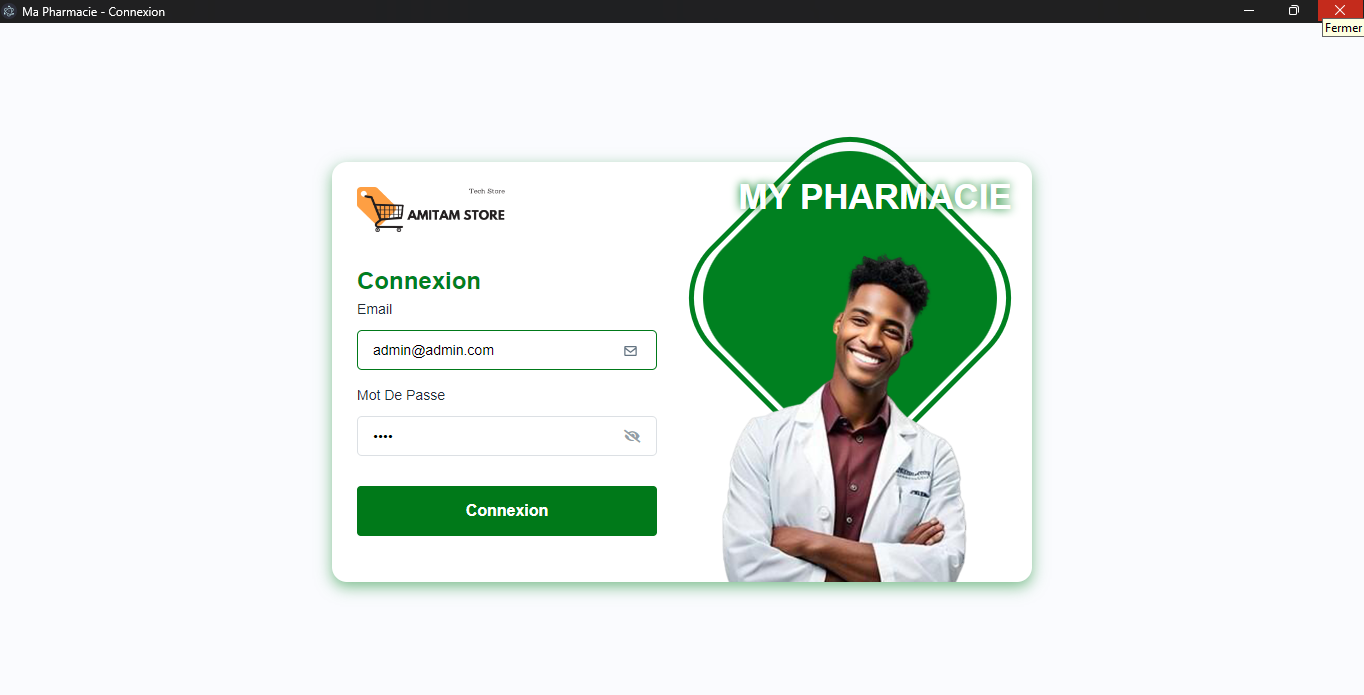 Ma Pharmacie - Connexion
Fermer
Tech Store
AMITAM STORE
MY PHARMACIE
Connexion
Email
admin@admin.com
Mot De Passe
••••
Connexion